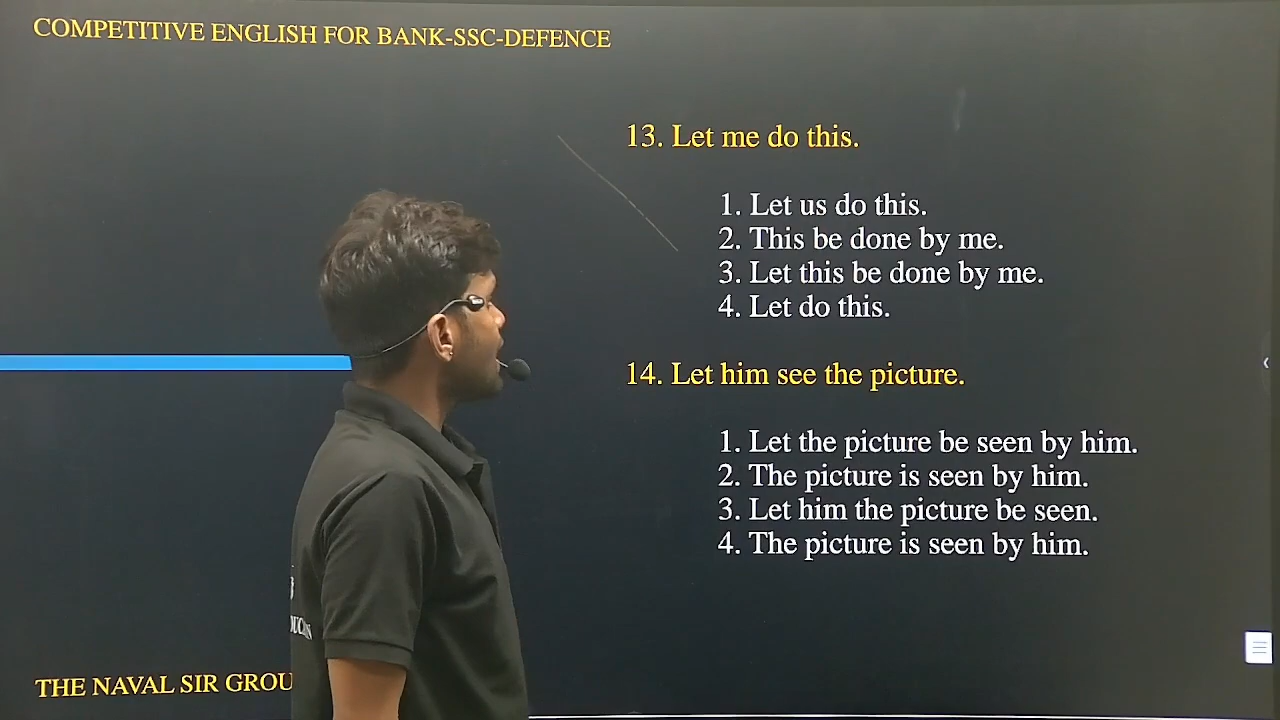 COMPETITIVE ENGLISH FOR BANK-SSC-DEFENCE
13. Let me do this.
1. Let us do this.
2. This be done by me.
3. Let this be done by me.
4. Let do this.
14. Let him see the picture.
1. Let the picture be seen by him.
2. The picture is seen by him.
3. Let him the picture be seen.
4. The picture is seen by him.
THE NAVAL SIR